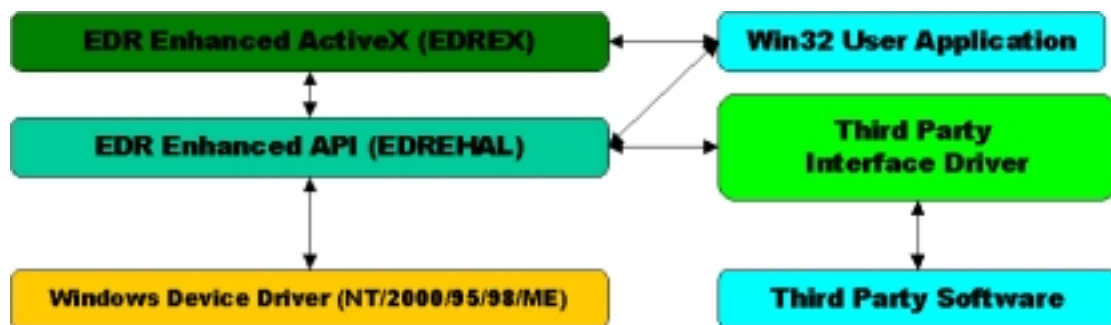 EDR Enhanced ActiveX (EDREX)
Win32 User Application
EDR Enhanced API (EDREHAL)
Third Party
Interface Driver
Windows Device Driver (NT/2000/95/98/ME)
Third Party Software